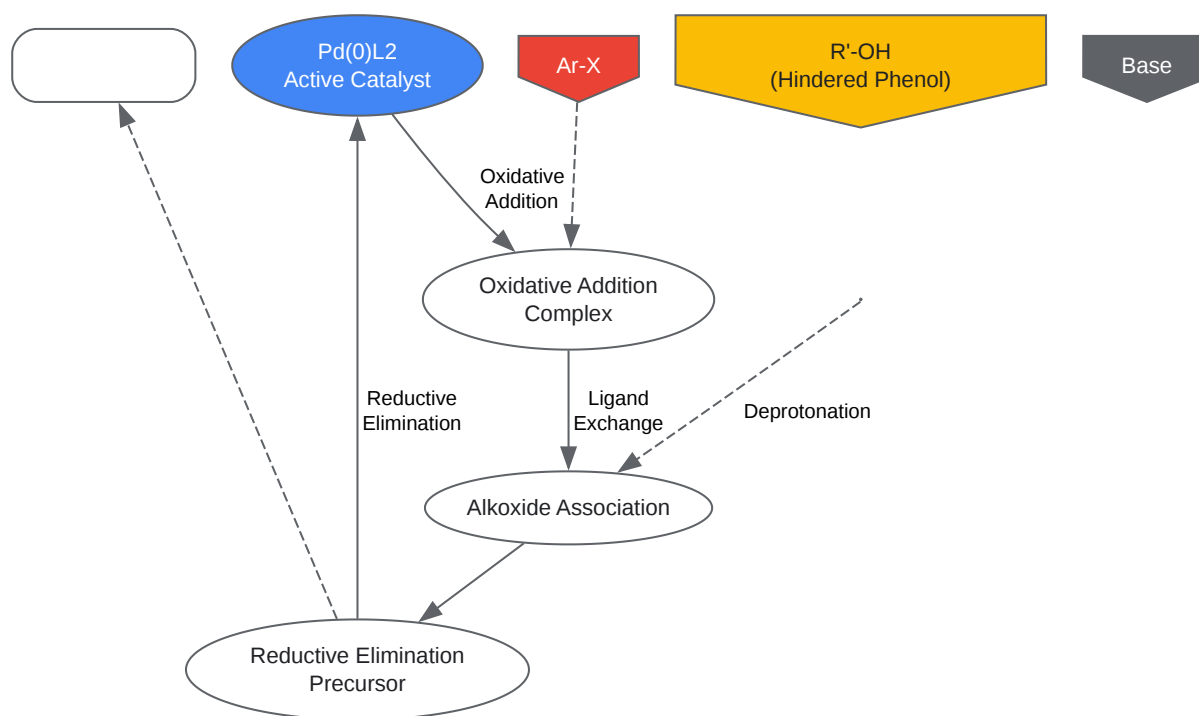 Pd(0)L2
Active Catalyst
Ar-X
R'-OH
(Hindered Phenol)
Base
Oxidative
Addition
Oxidative Addition
Complex
Reductive
Elimination
Ligand
Exchange
Deprotonation
Alkoxide Association
Reductive Elimination
Precursor